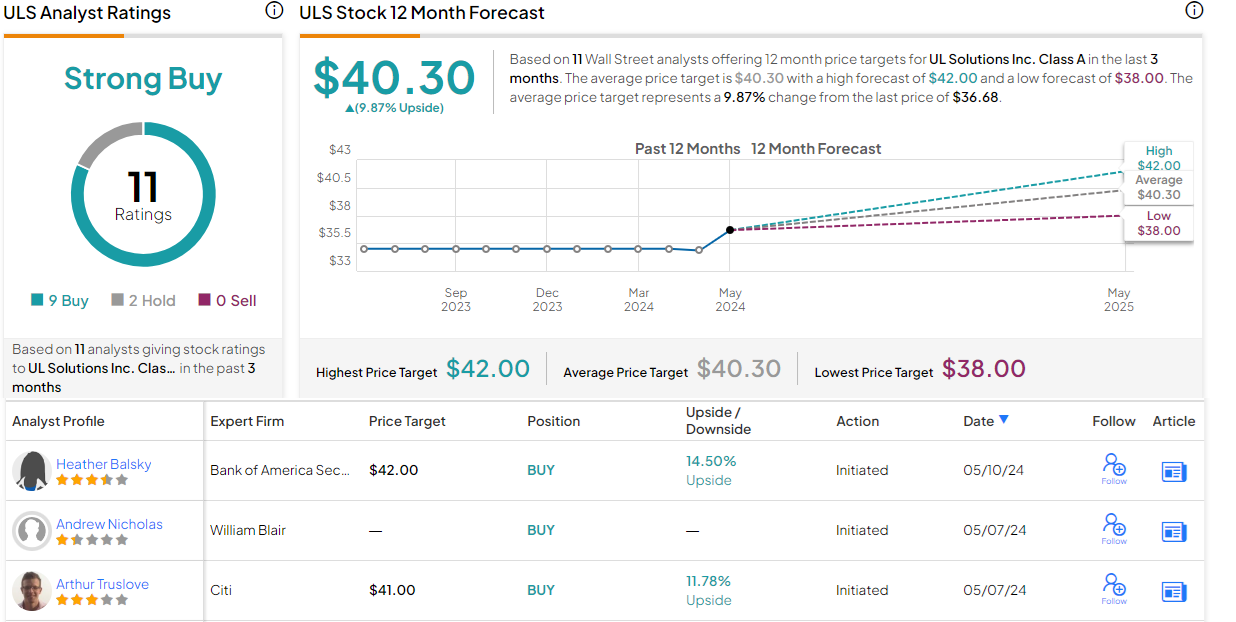 ULS Analyst Ratings
ULS Stock 12 Month Forecast
Strong Buy
11
Ratings
9 Buy
2 Hold
0 Sell
Based on 11 analysts giving stock ratings
to UL Solutions Inc. Clas... in the past 3
months
$40.30
▲(9.87% Upside)
Based on 11 Wall Street analysts offering 12 month price targets for UL Solutions Inc. Class A in the last 3
months. The average price target is $40.30 with a high forecast of $42.00 and a low forecast of $38.00. The
average price target represents a 9.87% change from the last price of $36.68.
Past 12 Months 12 Month Forecast
$43
$40.5
$38
$35.5
$33
High
$42.00
Average
$40.30
Low
$38.00
Sep
2023
Dec
2023
Mar
2024
May
2024
May
2025
Highest Price Target $42.00
Average Price Target $40.30
Lowest Price Target $38.00
Analyst Profile Expert Firm Price Target Position Upside / Downside Action Date ▼ Follow Article
Heather Balsky Bank of America Sec... $42.00 BUY 14.50% Upside Initiated 05/10/24 Follow
Andrew Nicholas William Blair — BUY — Initiated 05/07/24 Follow
Arthur Truslove Citi $41.00 BUY 11.78% Upside Initiated 05/07/24 Follow